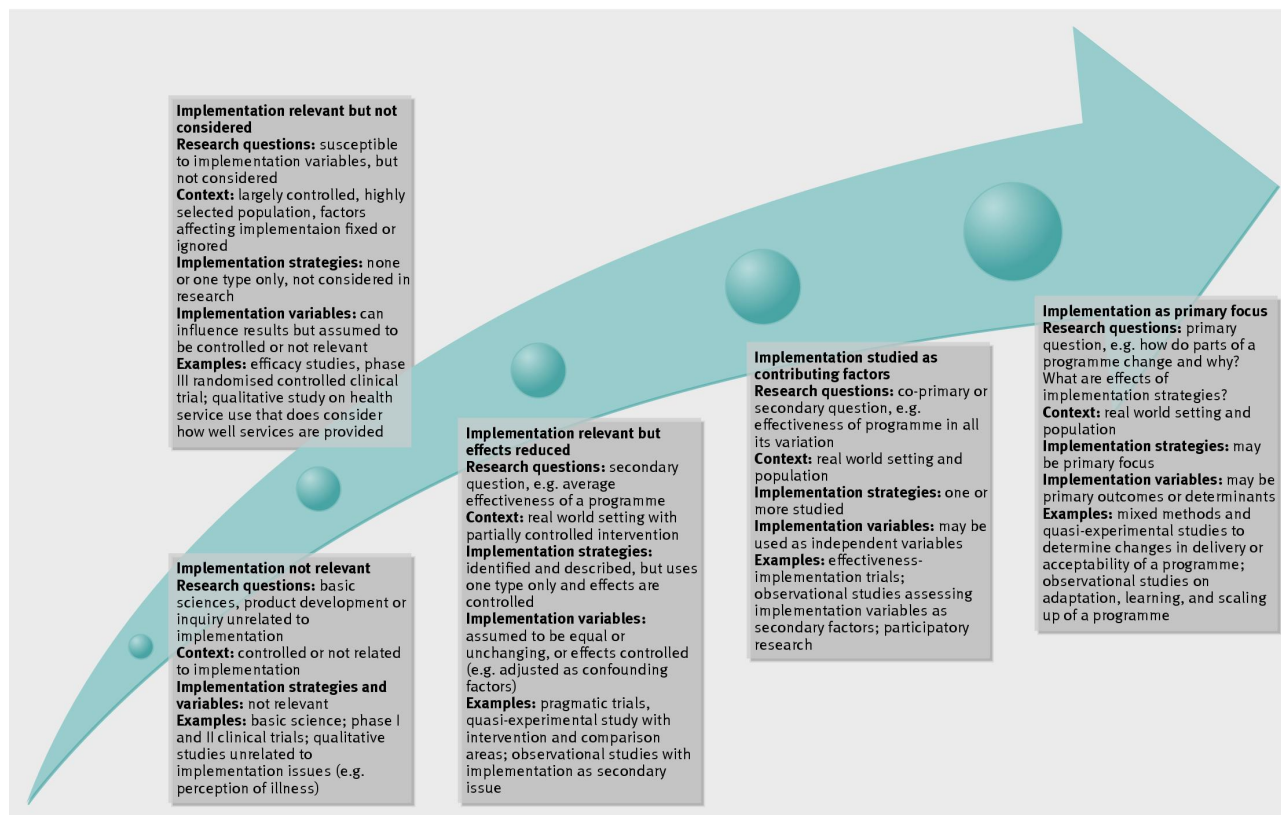 Implementation relevant but not
considered
Research questions: susceptible
to implementation variables, but
not considered
Context: largely controlled, highly
selected population, factors
affecting implementaion fixed or
ignored
Implementation strategies: none
or one type only, not considered in
research
Implementation variables: can
influence results but assumed to
be controlled or not relevant
Examples: efficacy studies, phase
III randomised controlled clinical
trial; qualitative study on health
service use that does consider
how well services are provided
Implementation not relevant
Research questions: basic
sciences, product development or
inquiry unrelated to
implementation
Context: controlled or not related
to implementation
Implementation strategies and
variables: not relevant
Examples: basic science; phase I
and II clinical trials; qualitative
studies unrelated to
implementation issues (e.g.
perception of illness)
Implementation relevant but
effects reduced
Research questions: secondary
question, e.g. average
effectiveness of a programme
Context: real world setting with
partially controlled intervention
Implementation strategies:
identified and described, but uses
one type only and effects are
controlled
Implementation variables:
assumed to be equal or
unchanging, or effects controlled
(e.g. adjusted as confounding
factors)
Examples: pragmatic trials,
quasi-experimental study with
intervention and comparison
areas; observational studies with
implementation as secondary
issue
Implementation studied as
contributing factors
Research questions: co-primary or
secondary question, e.g.
effectiveness of programme in all
its variation
Context: real world setting and
population
Implementation strategies: one or
more studied
Implementation variables: may be
used as independent variables
Examples: effectiveness-
implementation trials;
observational studies assessing
implementation variables as
secondary factors; participatory
research
Implementation as primary focus
Research questions: primary
question, e.g. how do parts of a
programme change and why?
What are effects of
implementation strategies?
Context: real world setting and
population
Implementation strategies: may
be primary focus
Implementation variables: may be
primary outcomes or determinants
Examples: mixed methods and
quasi-experimental studies to
determine changes in delivery or
acceptability of a programme;
observational studies on
adaptation, learning, and scaling
up of a programme